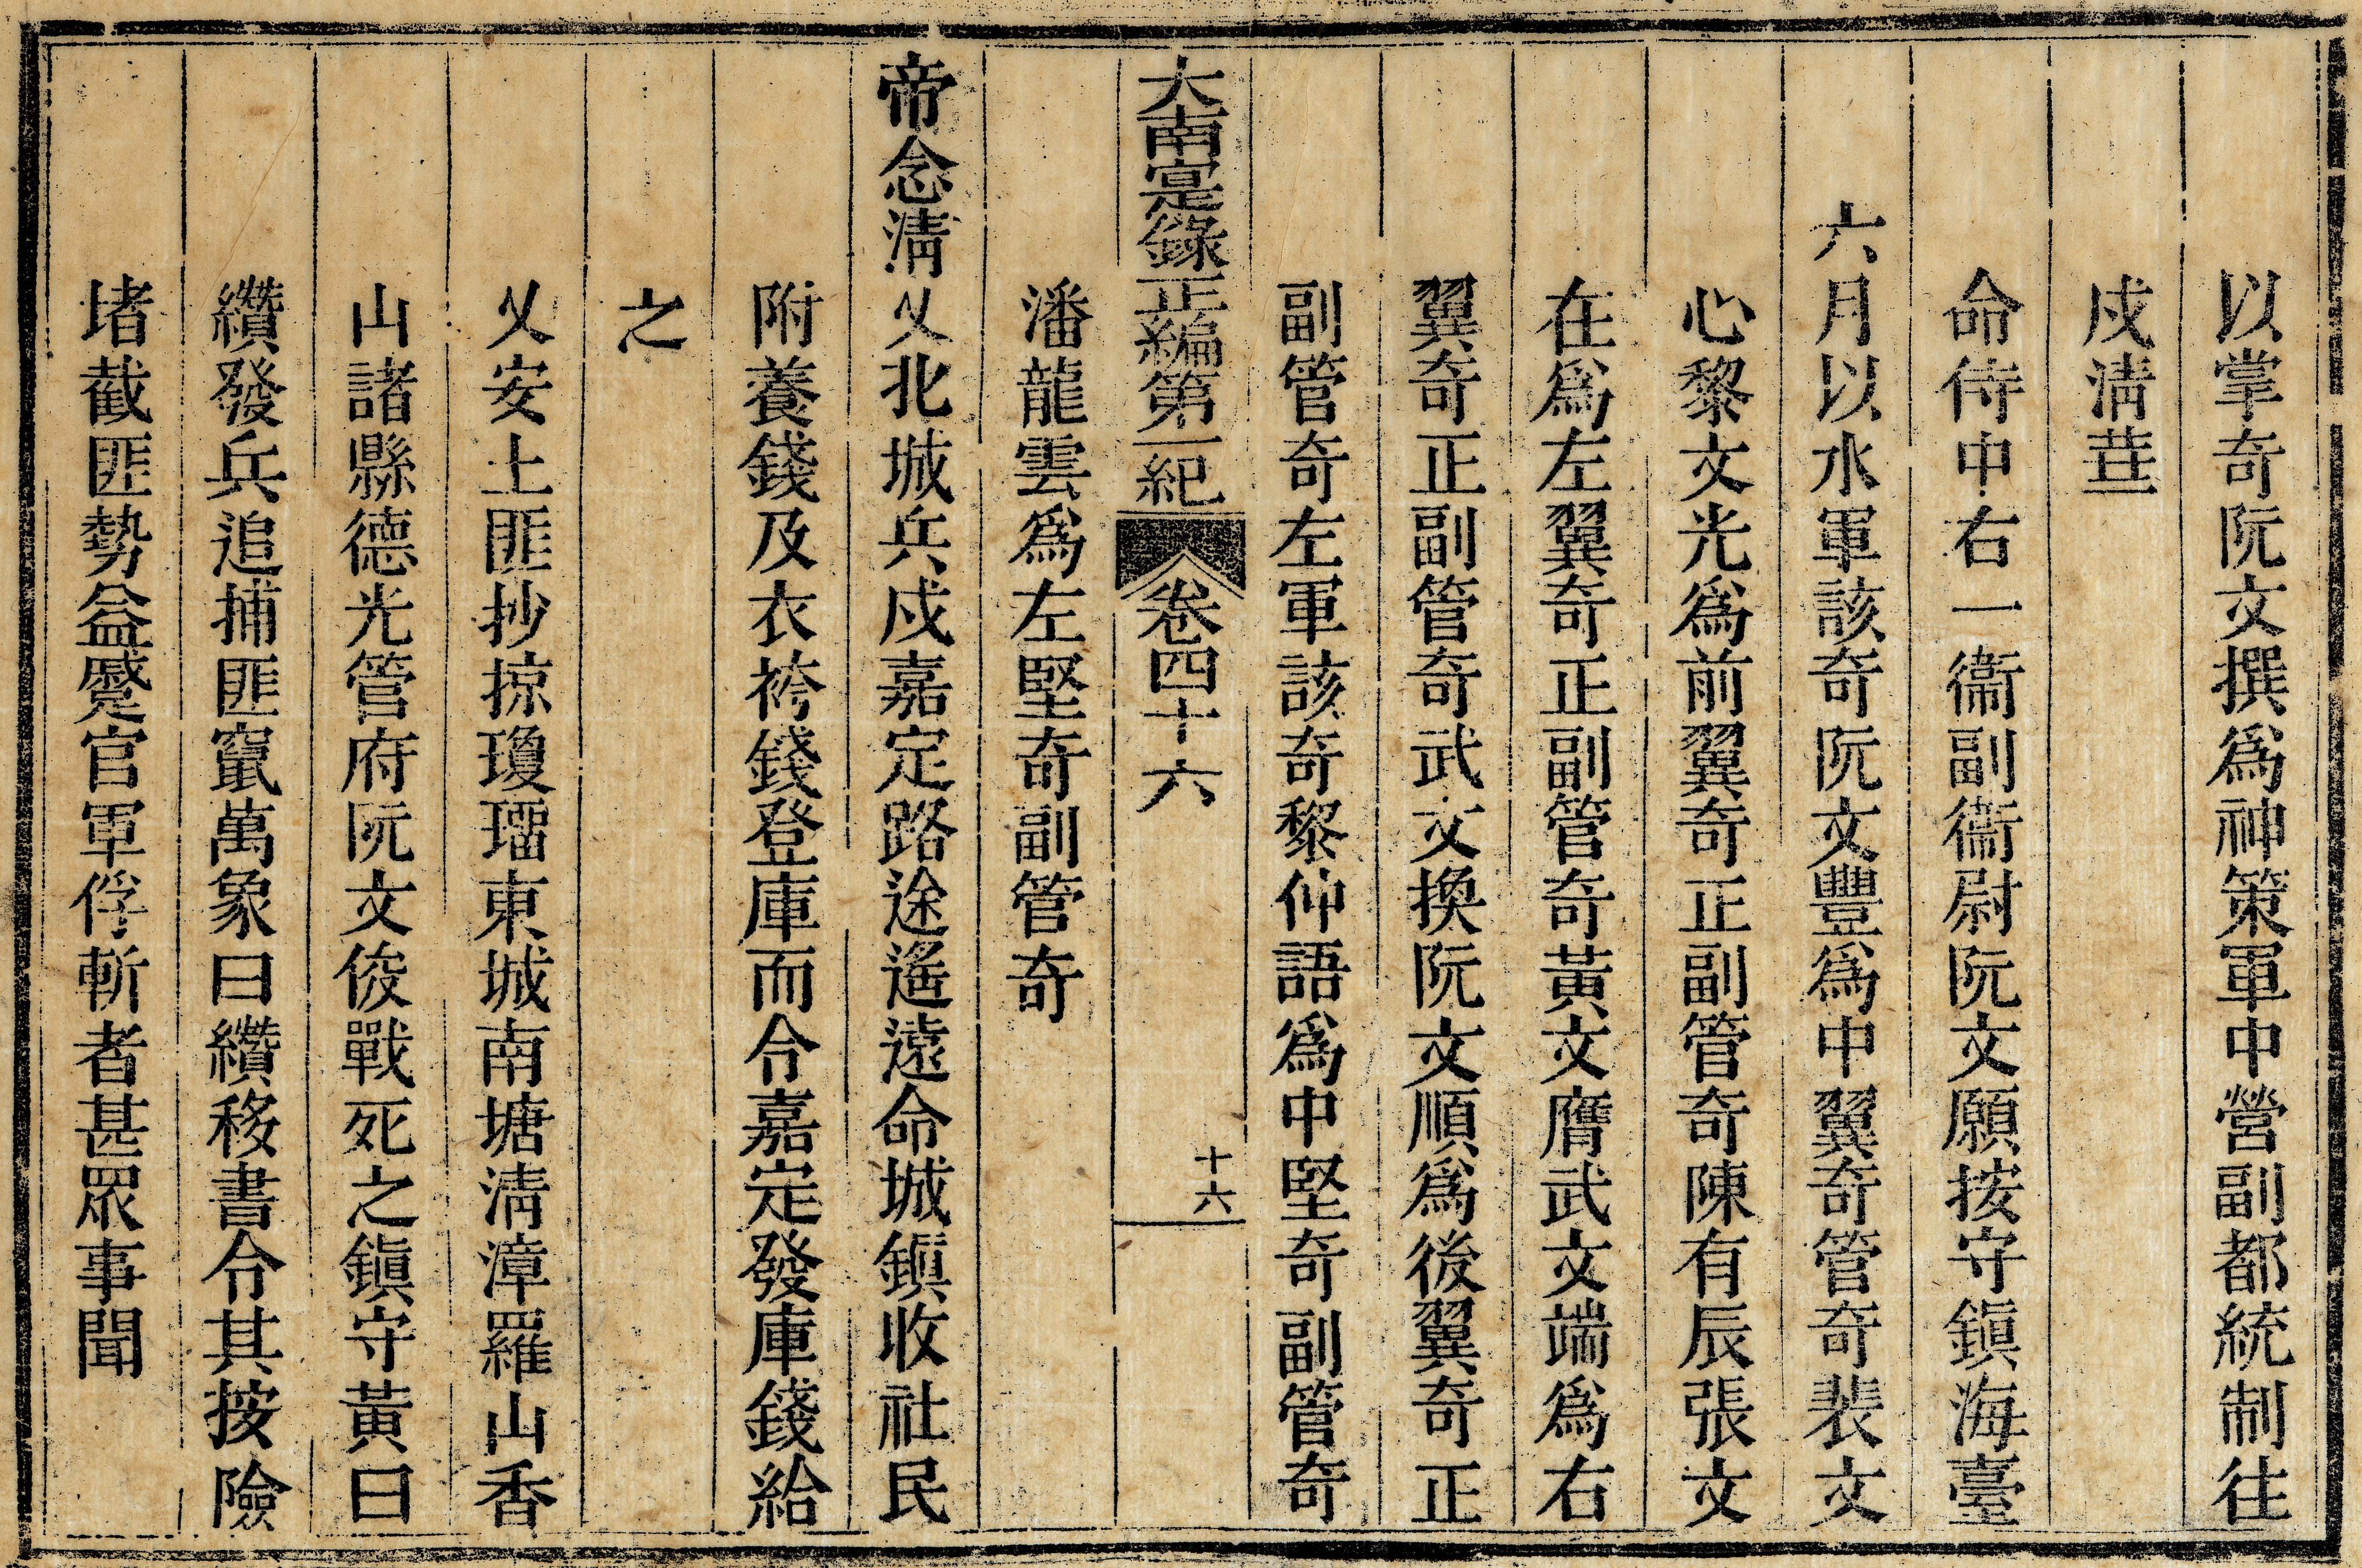 以掌奇阮文撰爲神策軍中營副都統制往
戍淸葟
命侍中右一衞副衞尉阮文願按守鎭海臺
六月以水軍該奇阮文豐爲中翼奇管奇裴文
心黎文光爲前翼奇正副管奇陳有辰張文
在爲左翼奇正副管奇黃文膺武文端爲右
翼奇正副管奇武文換阮文順爲後翼奇正
副管奇左軍該奇黎仰語爲中堅奇副管奇
大南寔錄正編第一紀 卷四十六 十六
潘龍雲爲左堅奇副管奇
帝念淸乂北城兵戍嘉定路途遙遠命城鎭收社民
附養錢及衣袴錢登庫而令嘉定發庫錢給
之
乂安土匪抄掠瓊瑠東城南塘淸漳羅山香
山諸縣德光管府阮文俊戰死之鎭守黃曰
纘發兵追捕匪竄萬象曰纘移書令其按險
堵截匪勢益蹙官軍俘斬者甚眾事聞